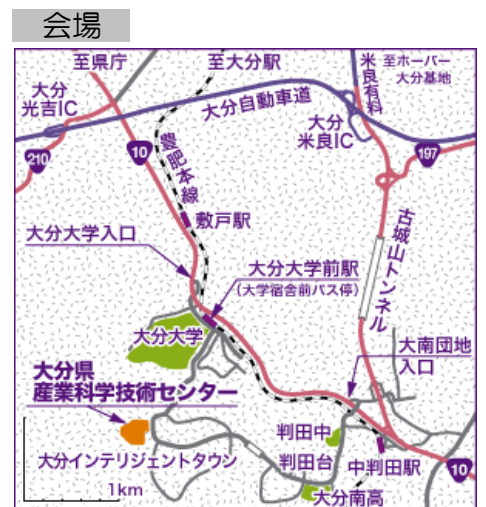 会場
至県庁
至大分駅
米良有料
至ホーバー
大分基地
大分
光吉IC
大分自動車道
大分
米良IC
210
10
197
豊肥本線
敷戸駅
大分大学入口
古城山トンネル
大分大学前駅
(大学宿舎前バス停)
大分大学
大南団地
入口
大分県
産業科学技術センター
判田中
大分インテリジェントタウン
判田台
中判田駅
10
1km
大分南高